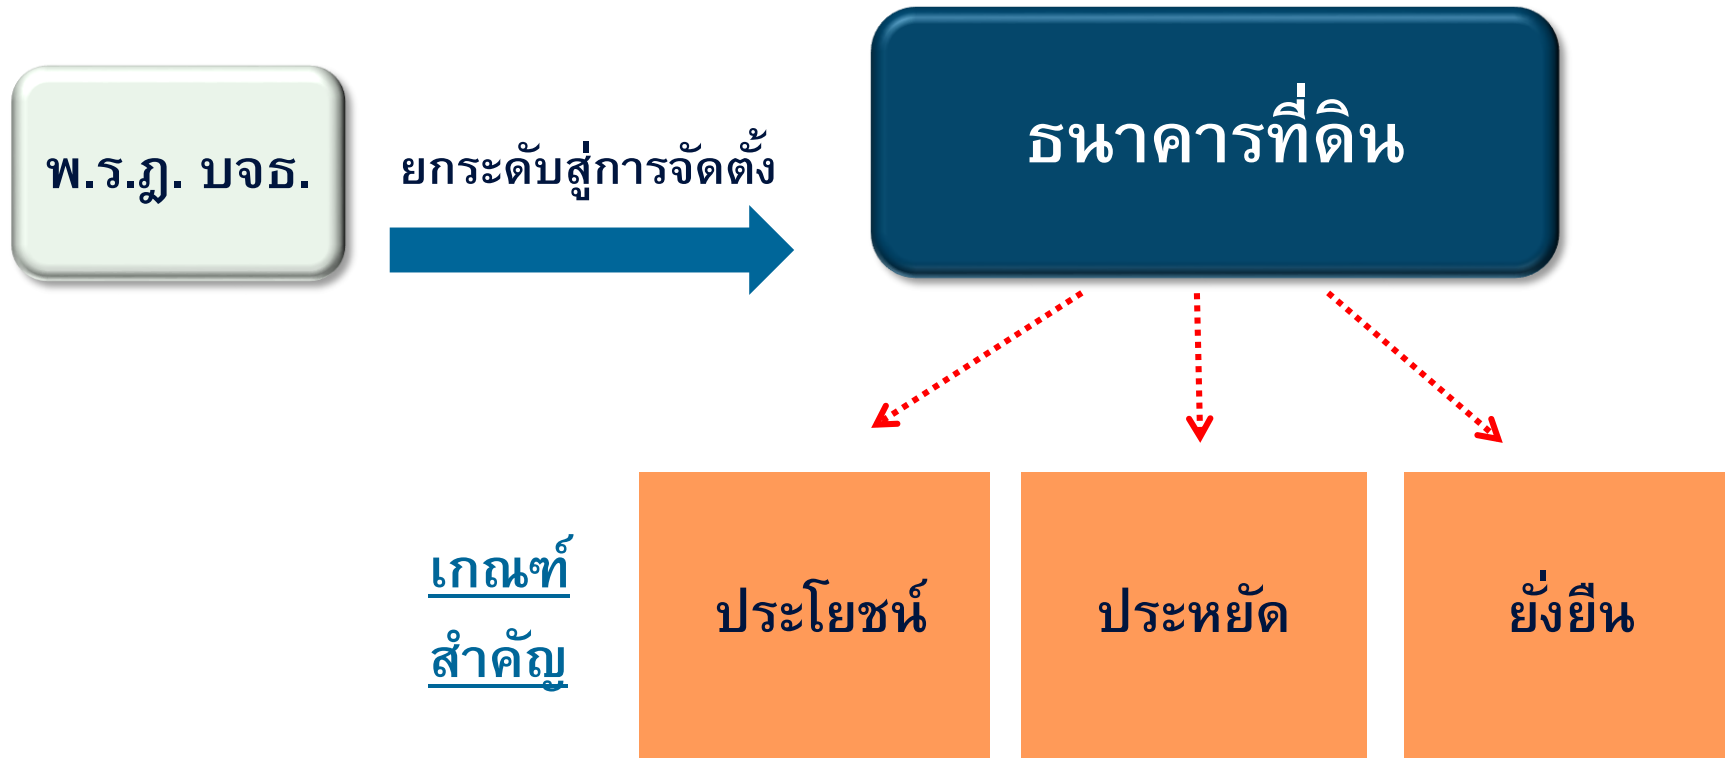 ธนาคารที่ดิน
พ.ร.ฎ. บจธ.
ยกระดับสู่การจัดตั้ง
เกณฑ์
สำคัญ
ประโยชน์
ประหยัด
ยั่งยืน